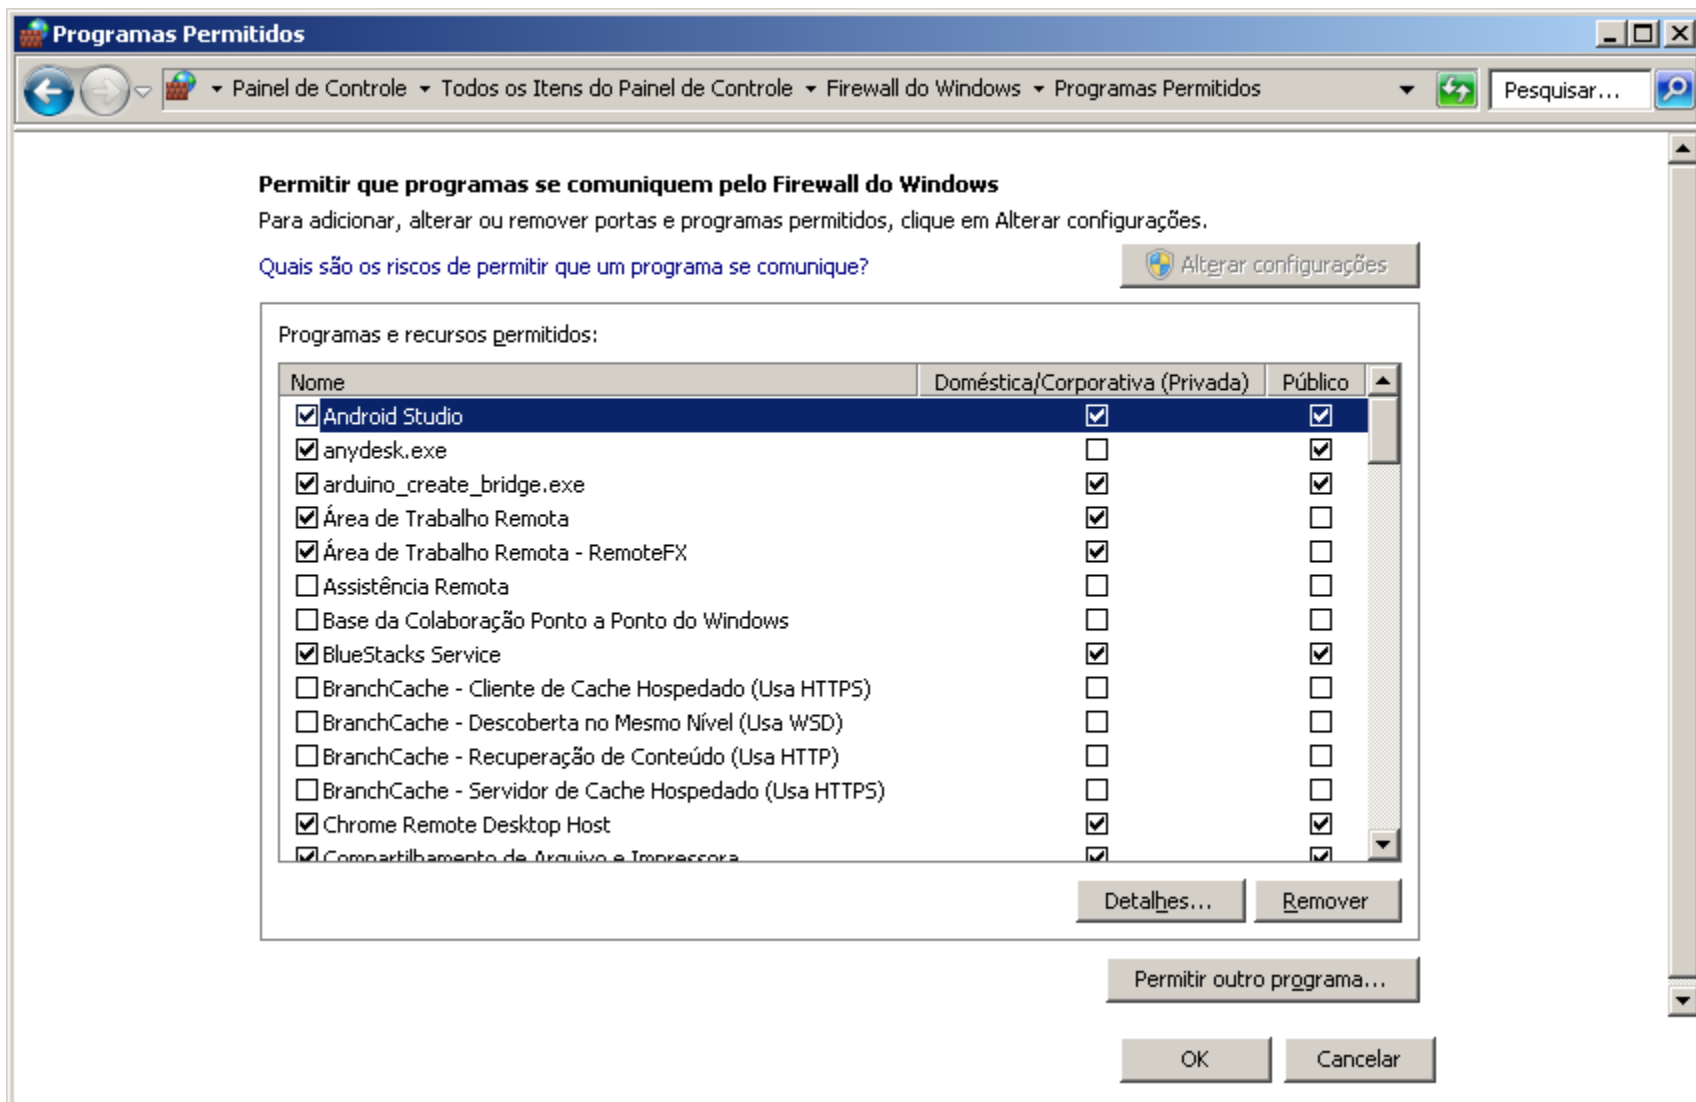 Programas Permitidos
Painel de Controle Todos os Itens do Painel de Controle Firewall do Windows Programas Permitidos Pesquisar...
Permitir que programas se comuniquem pelo Firewall do Windows
Para adicionar, alterar ou remover portas e programas permitidos, clique em Alterar configurações.
Quais são os riscos de permitir que um programa se comunique? Alterar configurações
Programas e recursos permitidos:
Nome Doméstica/Corporativa (Privada) Público
Android Studio
anydesk.exe
arduino_create_bridge.exe
Área de Trabalho Remota
Área de Trabalho Remota - RemoteFX
Assistência Remota
Base da Colaboração Ponto a Ponto do Windows
BlueStacks Service
BranchCache - Cliente de Cache Hospedado (Usa HTTPS)
BranchCache - Descoberta no Mesmo Nível (Usa WSD)
BranchCache - Recuperação de Conteúdo (Usa HTTP)
BranchCache - Servidor de Cache Hospedado (Usa HTTPS)
Chrome Remote Desktop Host
Compartilhamento de Arquivo e Impressora
Detalhes... Remover
Permitir outro programa...
OK Cancelar